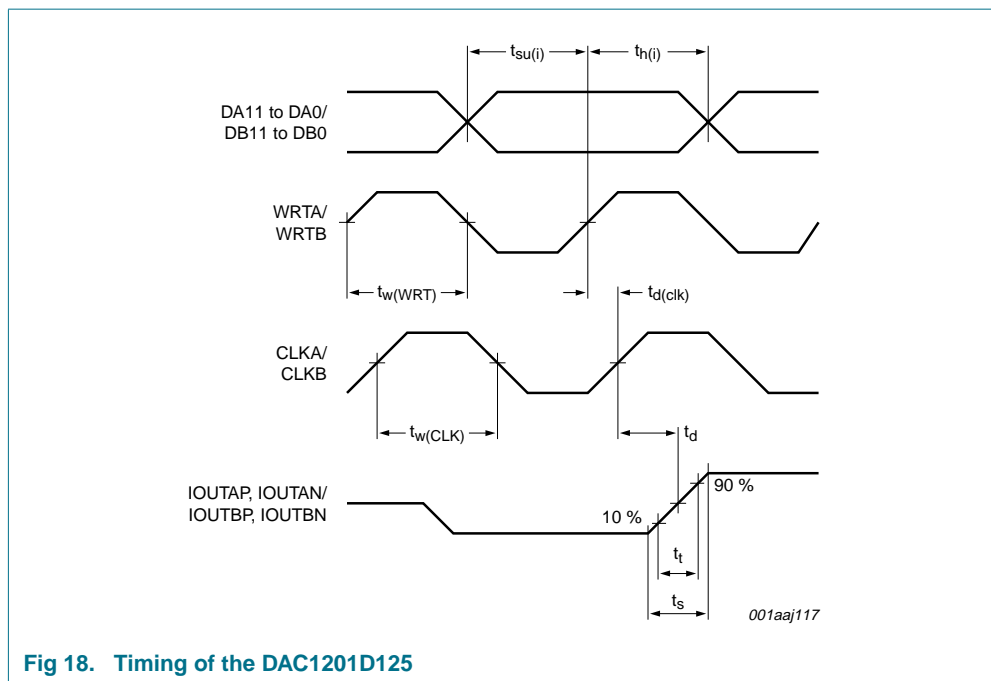 tsu(i)
th(i)
DA11 to DA0/
DB11 to DB0
WRTA/
WRTB
tw(WRT)
td(clk)
CLKA/
CLKB
tw(CLK)
td
IOUTAP, IOUTAN/
IOUTBP, IOUTBN
90 %
10 %
tt
ts
001aaj117
Fig 18. Timing of the DAC1201D125